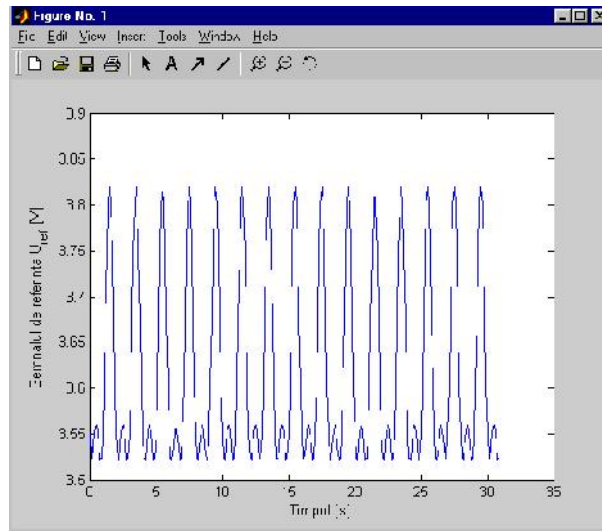 Figure No. 1
File Edit View Insert Tools Window Help
3.9
3.85
3.8
3.75
3.7
3.65
3.6
3.55
3.5
Semnalul de referinta U_ref [V]
0 5 10 15 20 25 30 35
Timpul [s]